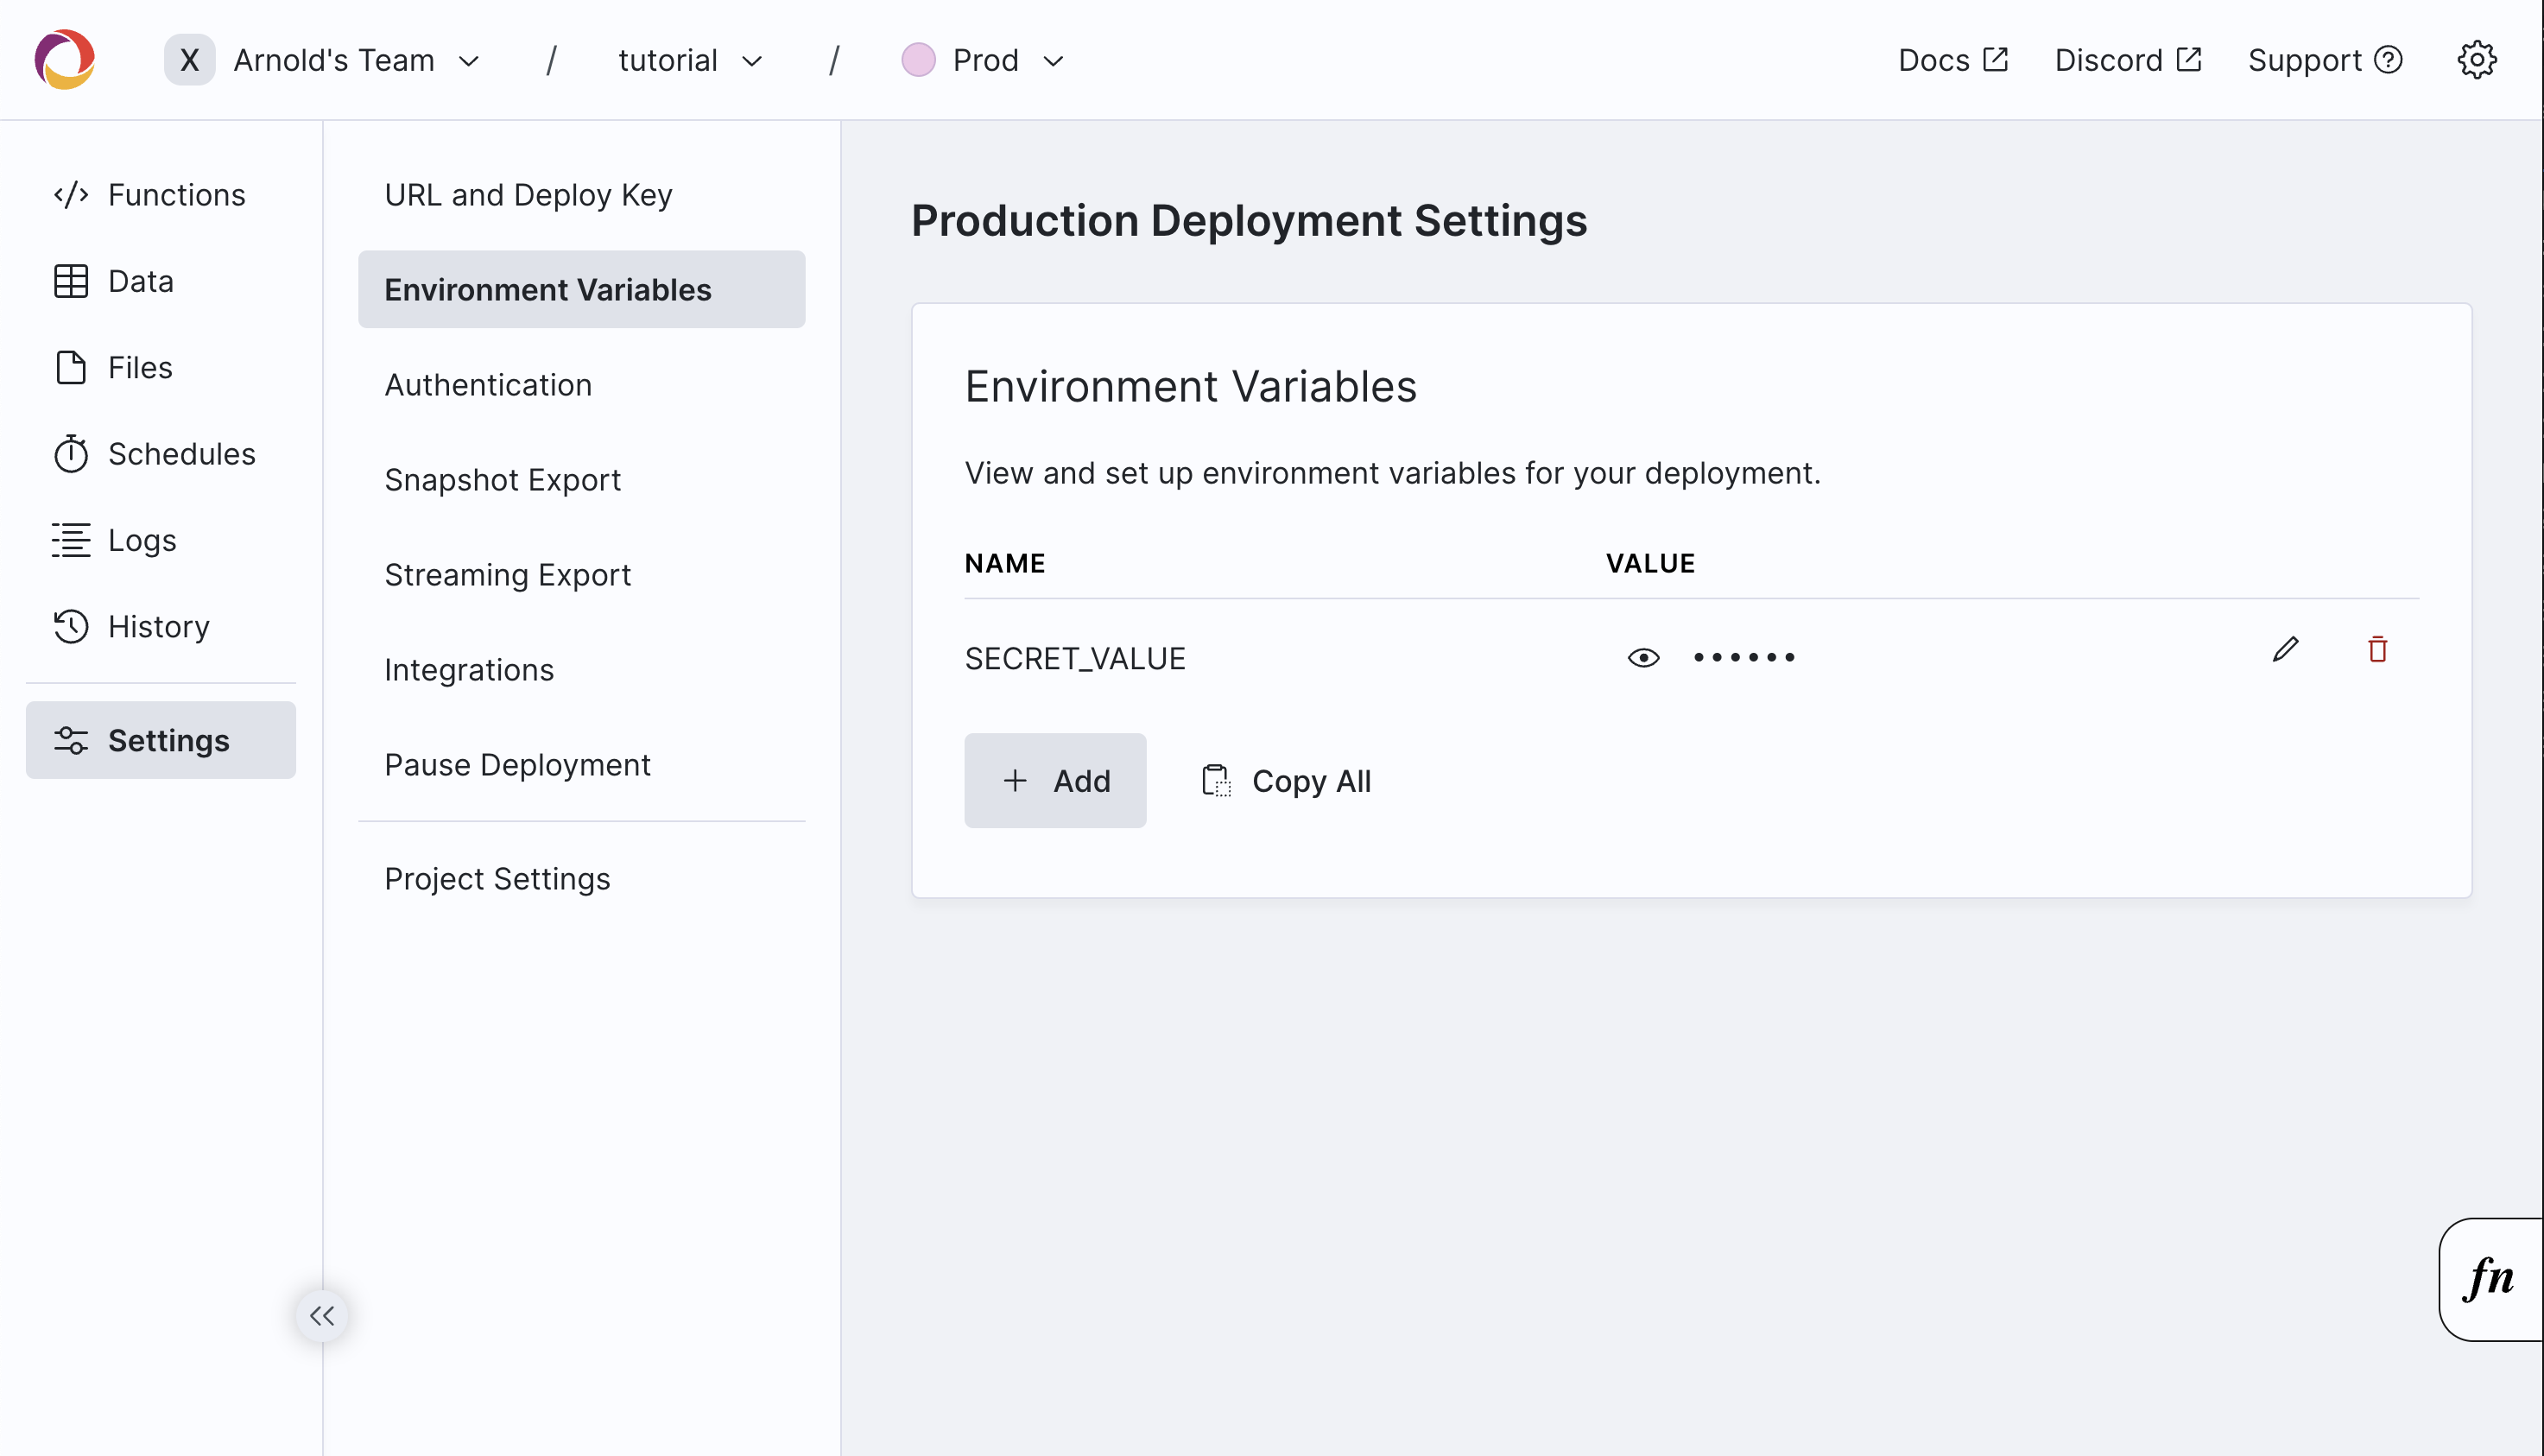 X Arnold's Team / tutorial / Prod Docs Discord Support
Functions
Data
Files
Schedules
Logs
History
Settings
URL and Deploy Key
Environment Variables
Authentication
Snapshot Export
Streaming Export
Integrations
Pause Deployment
Project Settings
Production Deployment Settings
Environment Variables
View and set up environment variables for your deployment.
NAME VALUE
SECRET_VALUE ••••••
+ Add Copy All
fn